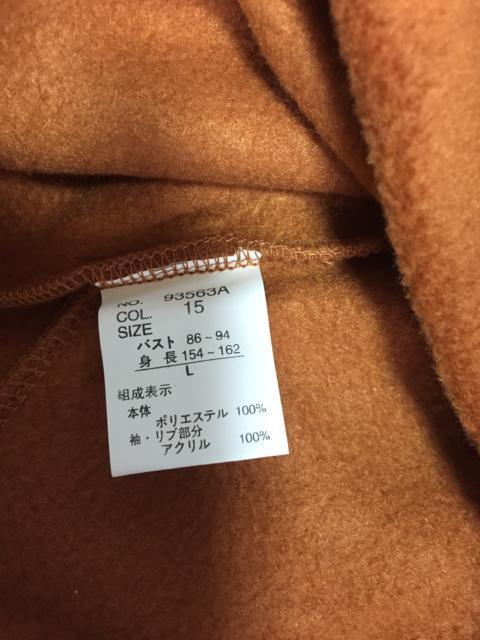 NO. 93563A
COL. 15
SIZE
バスト 86~94
身 長 154~162
L
組成表示
本体
ポリエステル 100%
袖・リブ部分
アクリル 100%